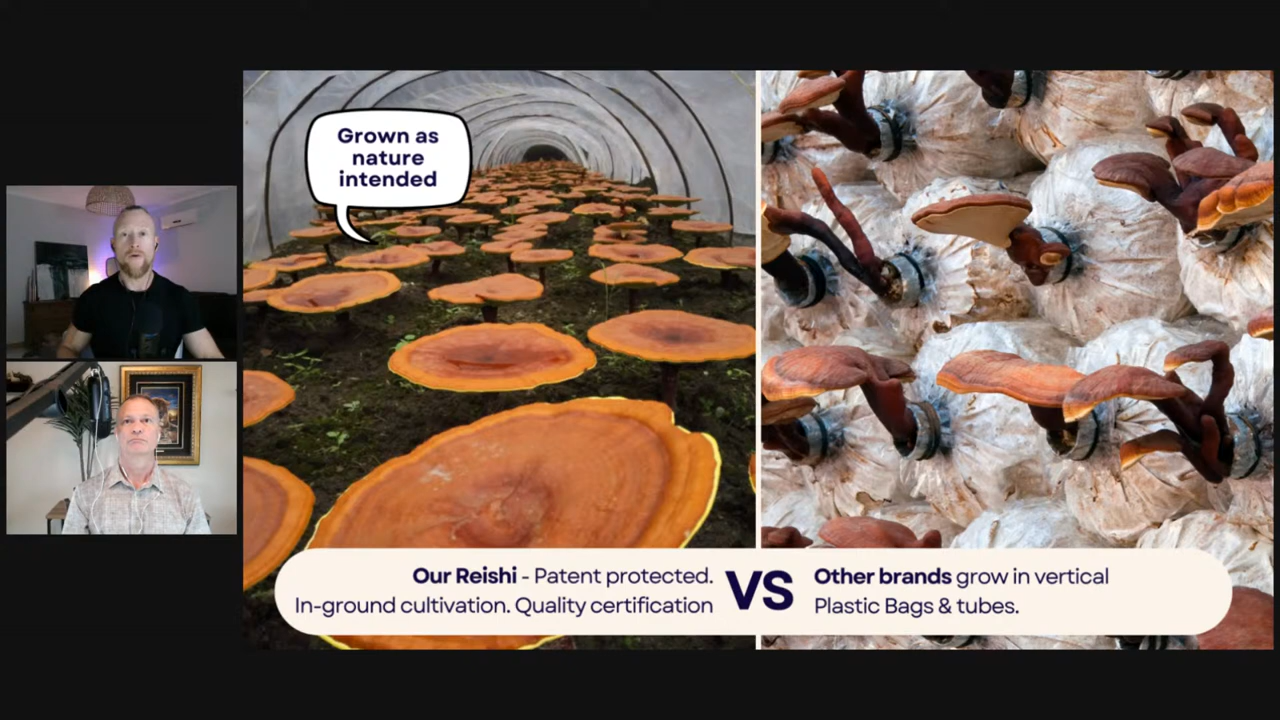 Grown as
nature
intended
Our Reishi - Patent protected.
In-ground cultivation. Quality certification
VS
Other brands grow in vertical
Plastic Bags & tubes.